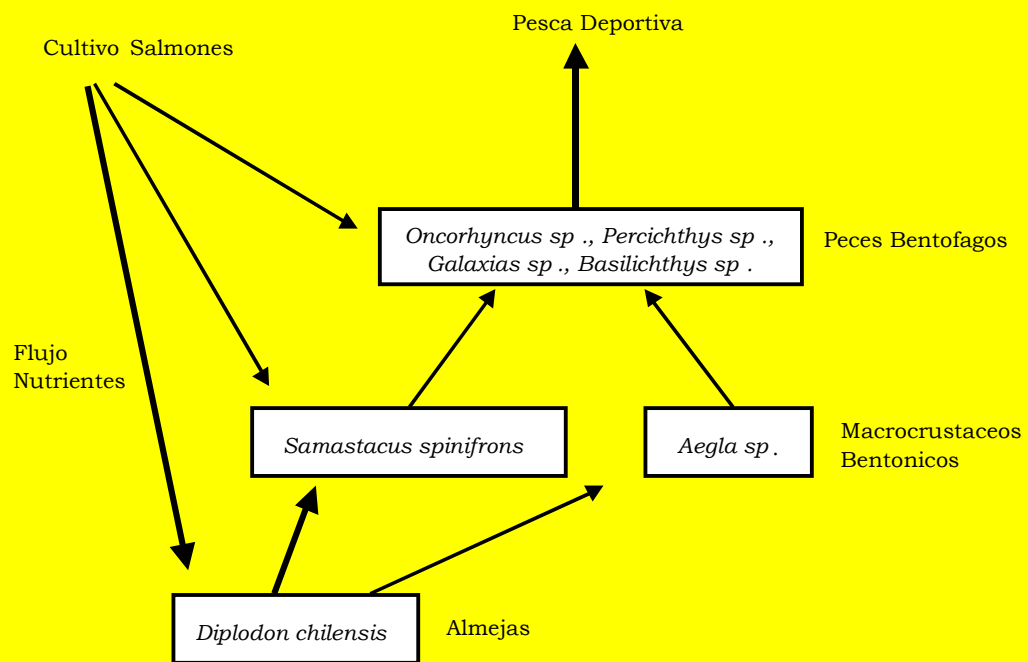 Pesca Deportiva
Cultivo Salmones
Oncorhyncus sp ., Percichthys sp .,
Galaxias sp ., Basilichthys sp .
Peces Bentofagos
Flujo
Nutrientes
Samastacus spinifrons
Aegla sp.
Macrocrustaceos
Bentonicos
Diplodon chilensis
Almejas